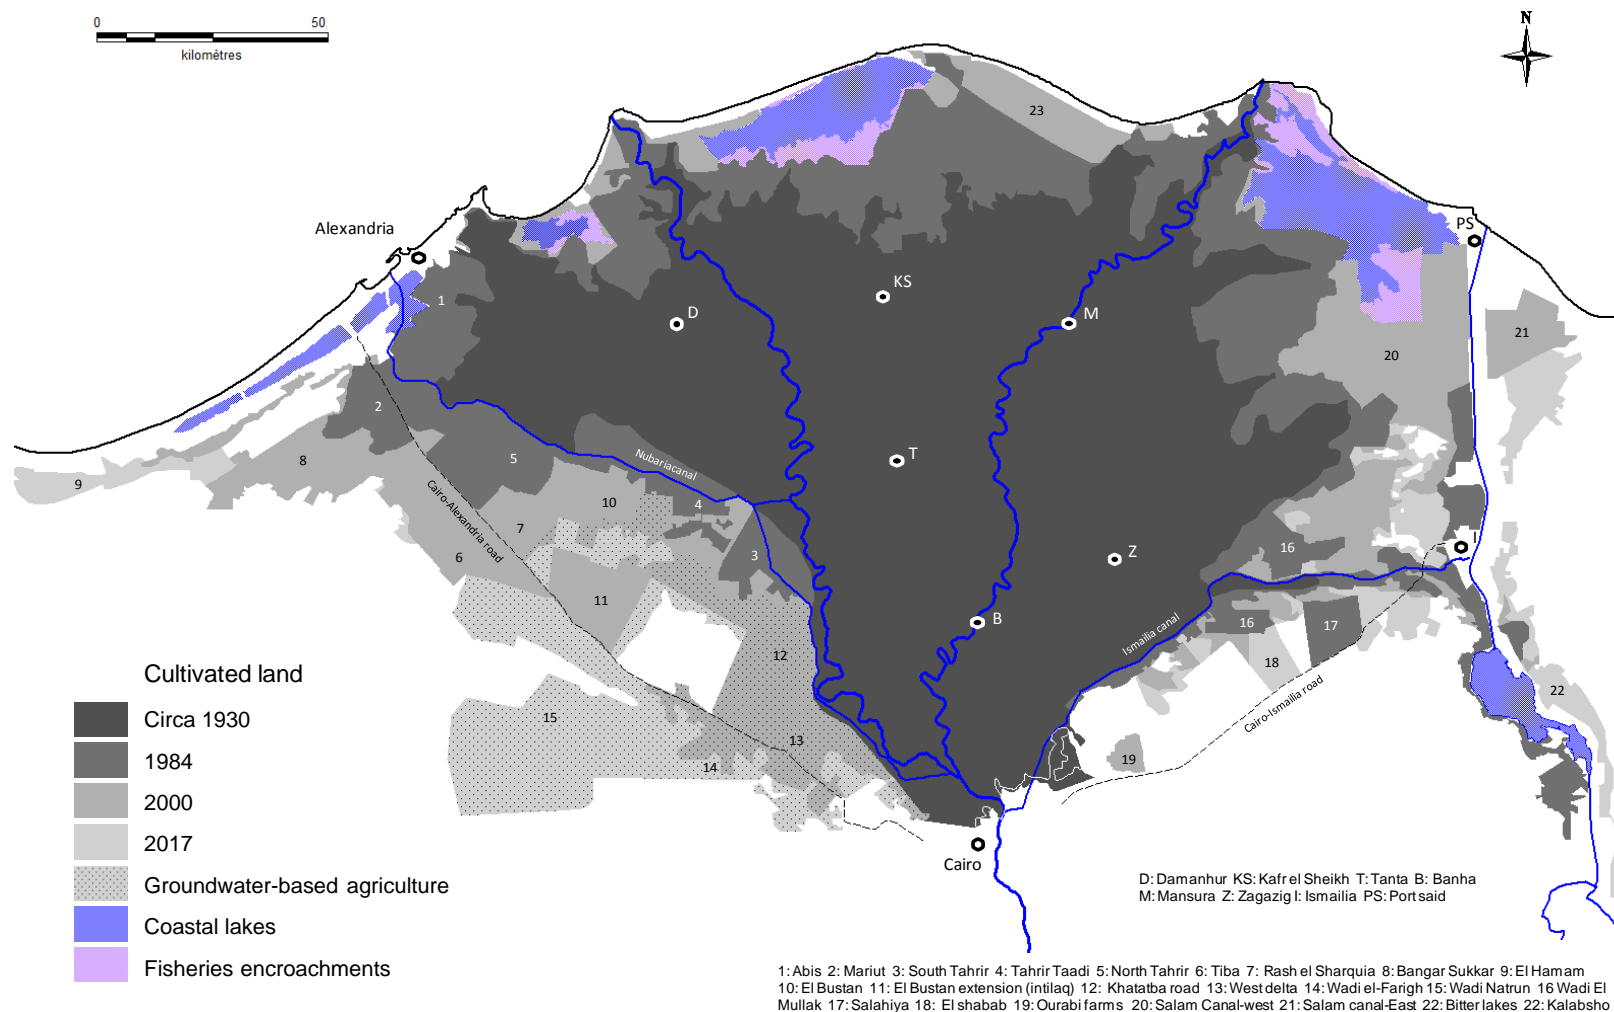 0 50
kilomètres
N
23
Alexandria
PS
1
KS
D
M
21
20
2
8
5
T
Nubariacanal
9
10
4
Cairo-Alexandria road
7
3
6
16
I
Z
11
B
16
17
Ismailia canal
12
18
Cultivated land
22
Circa 1930
15
Cairo-Ismailia road
13
1984
14
19
2000
2017
Cairo
Groundwater-based agriculture
D: Damanhur KS: Kafr el Sheikh T: Tanta B: Banha
M: Mansura Z: Zagazig I: Ismailia PS: Portsaid
Coastal lakes
Fisheries encroachments
1: Abis 2: Mariut 3: South Tahrir 4: Tahrir Taadi 5: North Tahrir 6: Tiba 7: Rash el Sharquia 8: Bangar Sukkar 9: El Hamam
10: El Bustan 11: El Bustan extension (intilaq) 12: Khatatba road 13: West delta 14: Wadi el-Farigh 15: Wadi Natrun 16 Wadi El
Mullak 17: Salahiya 18: El shabab 19: Ourabi farms 20: Salam Canal-west 21: Salam canal-East 22: Bitter lakes 22: Kalabsho